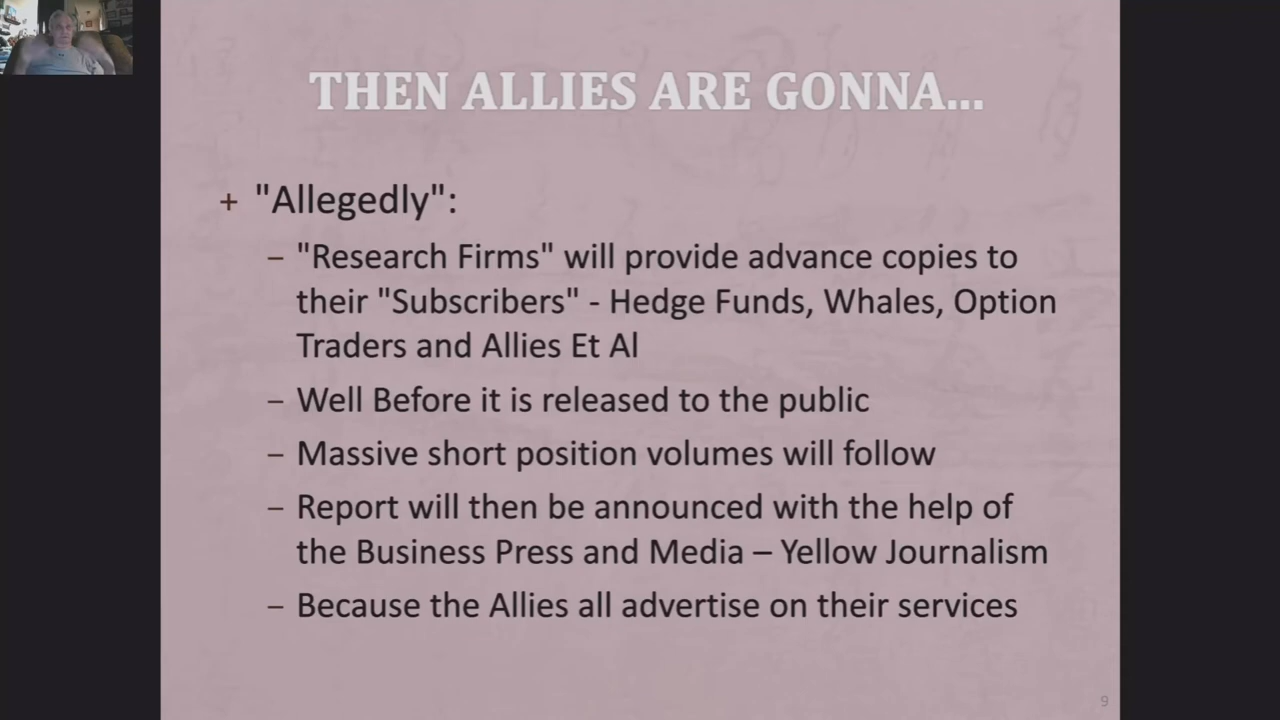 THEN ALLIES ARE GONNA...
+ "Allegedly":
– "Research Firms" will provide advance copies to
their "Subscribers" - Hedge Funds, Whales, Option
Traders and Allies Et Al
– Well Before it is released to the public
– Massive short position volumes will follow
– Report will then be announced with the help of
the Business Press and Media – Yellow Journalism
– Because the Allies all advertise on their services
9